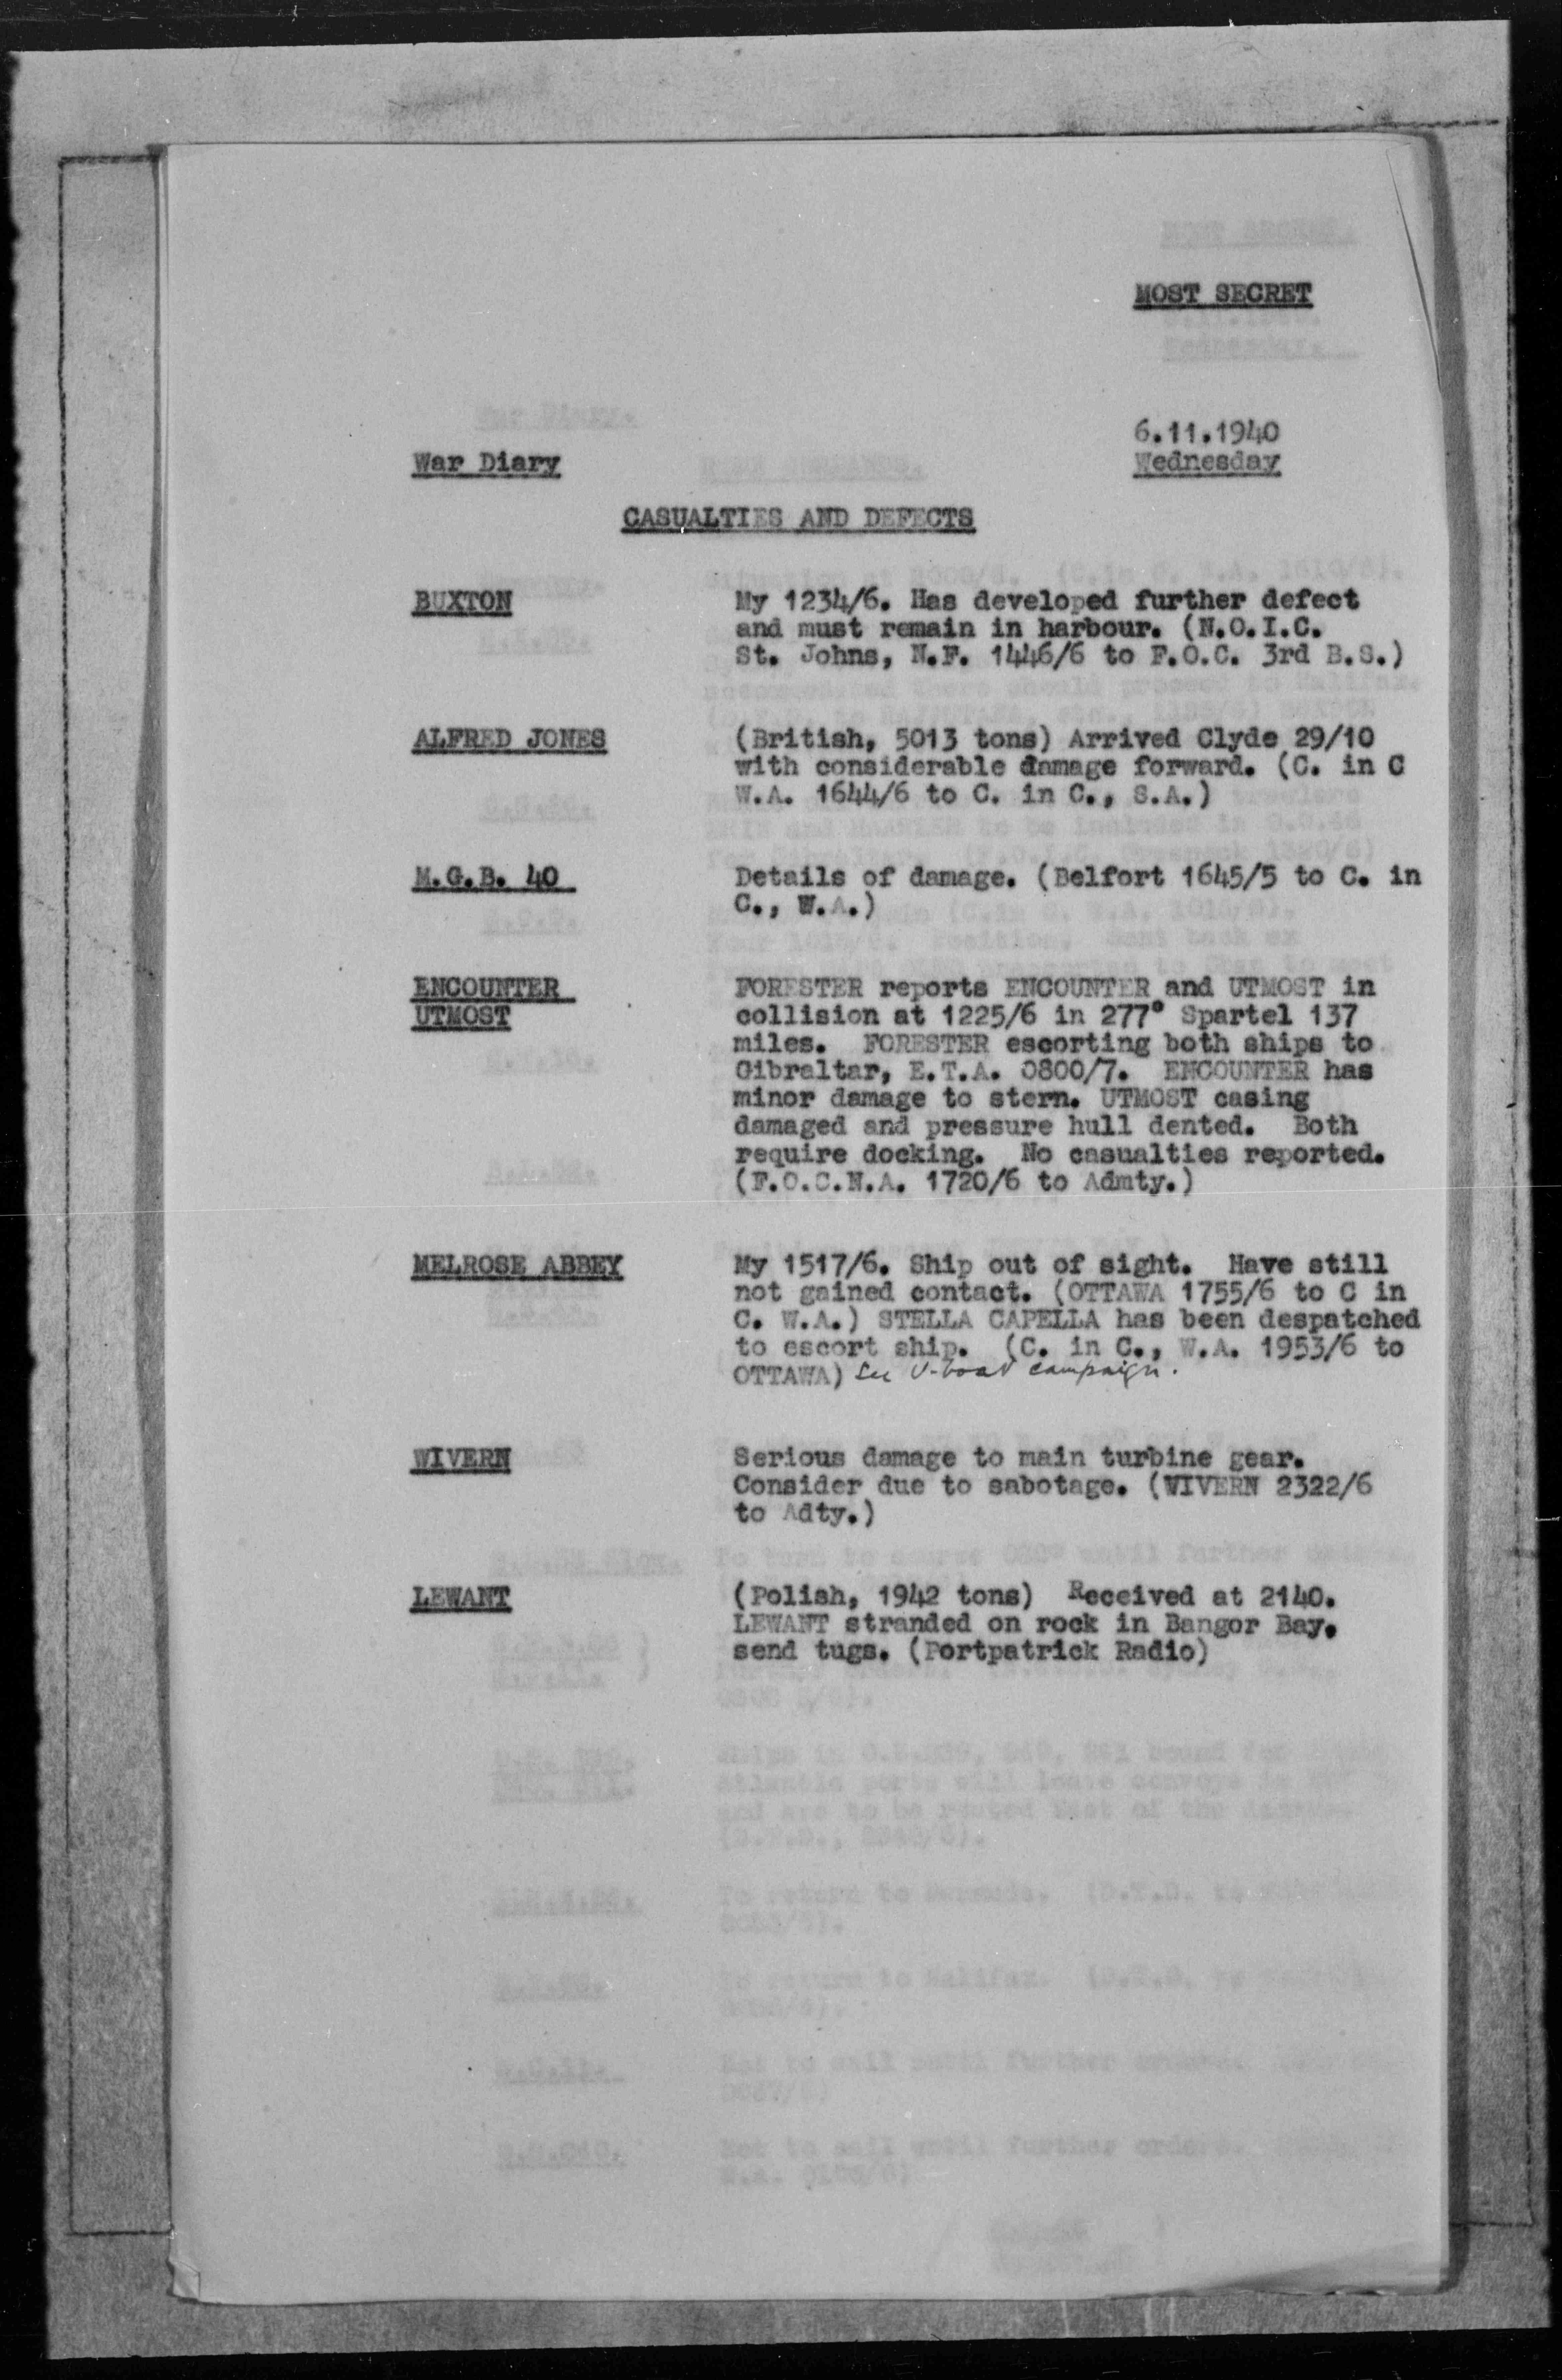 MOST SECRET
6.11.1940
War Diary Wednesday
CASUALTIES AND DEFECTS
BUXTON My 1234/6. Has developed further defect
and must remain in harbour. (N.O.I.C.
St. Johns, N.F. 1446/6 to F.O.C. 3rd B.S.)
ALFRED JONES (British, 5013 tons) Arrived Clyde 29/10
with considerable damage forward. (C. in C
W.A. 1644/6 to C. in C., S.A.)
M.G.B. 40 Details of damage. (Belfort 1645/5 to C. in
C., W.A.)
ENCOUNTER FORESTER reports ENCOUNTER and UTMOST in
UTMOST collision at 1225/6 in 277° Spartel 137
miles. FORESTER escorting both ships to
Gibraltar, E.T.A. 0800/7. ENCOUNTER has
minor damage to stern. UTMOST casing
damaged and pressure hull dented. Both
require docking. No casualties reported.
(F.O.C.N.A. 1720/6 to Admty.)
MELROSE ABBEY My 1517/6. Ship out of sight. Have still
not gained contact. (OTTAWA 1755/6 to C in
C. W.A.) STELLA CAPELLA has been despatched
to escort ship. (C. in C., W.A. 1953/6 to
OTTAWA) See U-boat campaign.
WIVERN Serious damage to main turbine gear.
Consider due to sabotage. (WIVERN 2322/6
to Adty.)
LEWANT (Polish, 1942 tons) Received at 2140.
LEWANT stranded on rock in Bangor Bay.
send tugs. (Portpatrick Radio)